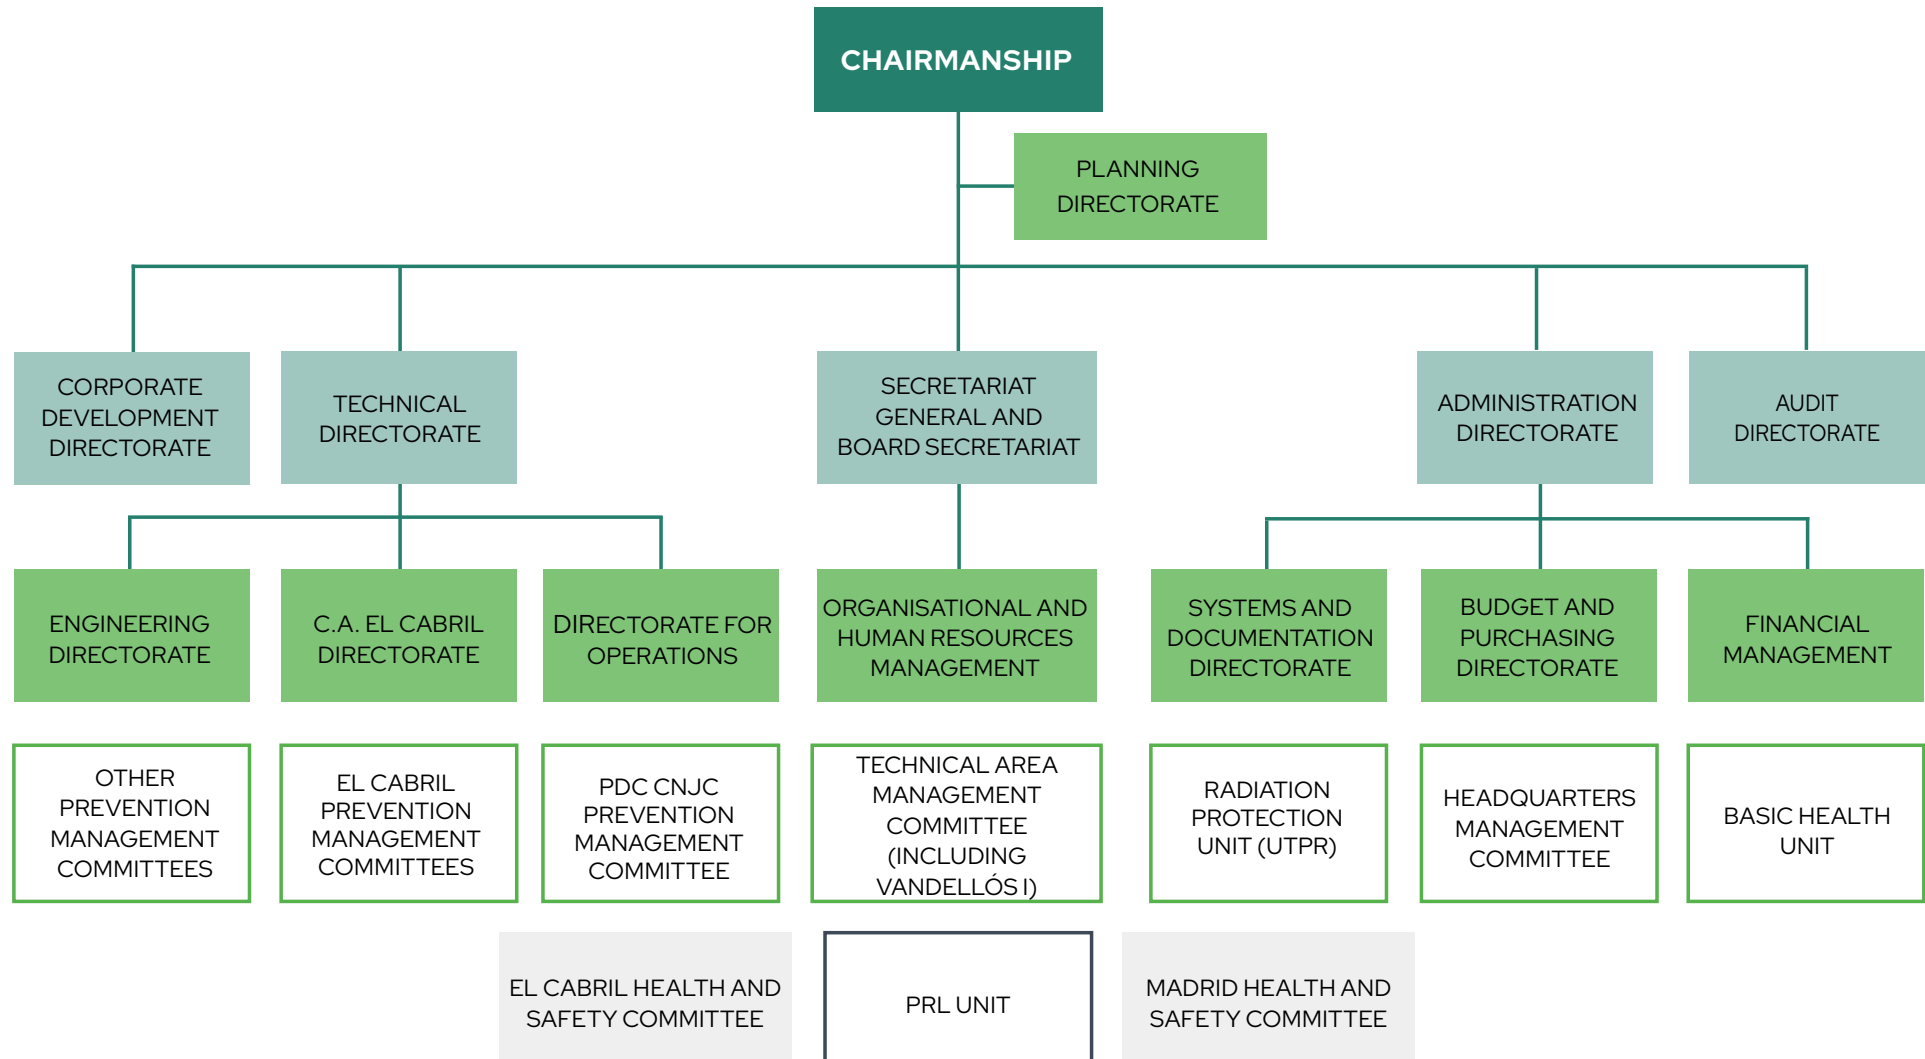 CHAIRMANSHIP
PLANNING
DIRECTORATE
CORPORATE
DEVELOPMENT
DIRECTORATE
TECHNICAL
DIRECTORATE
SECRETARIAT
GENERAL AND
BOARD SECRETARIAT
ADMINISTRATION
DIRECTORATE
AUDIT
DIRECTORATE
ENGINEERING
DIRECTORATE
C.A. EL CABRIL
DIRECTORATE
DIRECTORATE FOR
OPERATIONS
ORGANISATIONAL AND
HUMAN RESOURCES
MANAGEMENT
SYSTEMS AND
DOCUMENTATION
DIRECTORATE
BUDGET AND
PURCHASING
DIRECTORATE
FINANCIAL
MANAGEMENT
OTHER
PREVENTION
MANAGEMENT
COMMITTEES
EL CABRIL
PREVENTION
MANAGEMENT
COMMITTEES
PDC CNJC
PREVENTION
MANAGEMENT
COMMITTEE
TECHNICAL AREA
MANAGEMENT
COMMITTEE
(INCLUDING
VANDELLÓS I)
RADIATION
PROTECTION
UNIT (UTPR)
HEADQUARTERS
MANAGEMENT
COMMITTEE
BASIC HEALTH
UNIT
EL CABRIL HEALTH AND
SAFETY COMMITTEE
PRL UNIT
MADRID HEALTH AND
SAFETY COMMITTEE